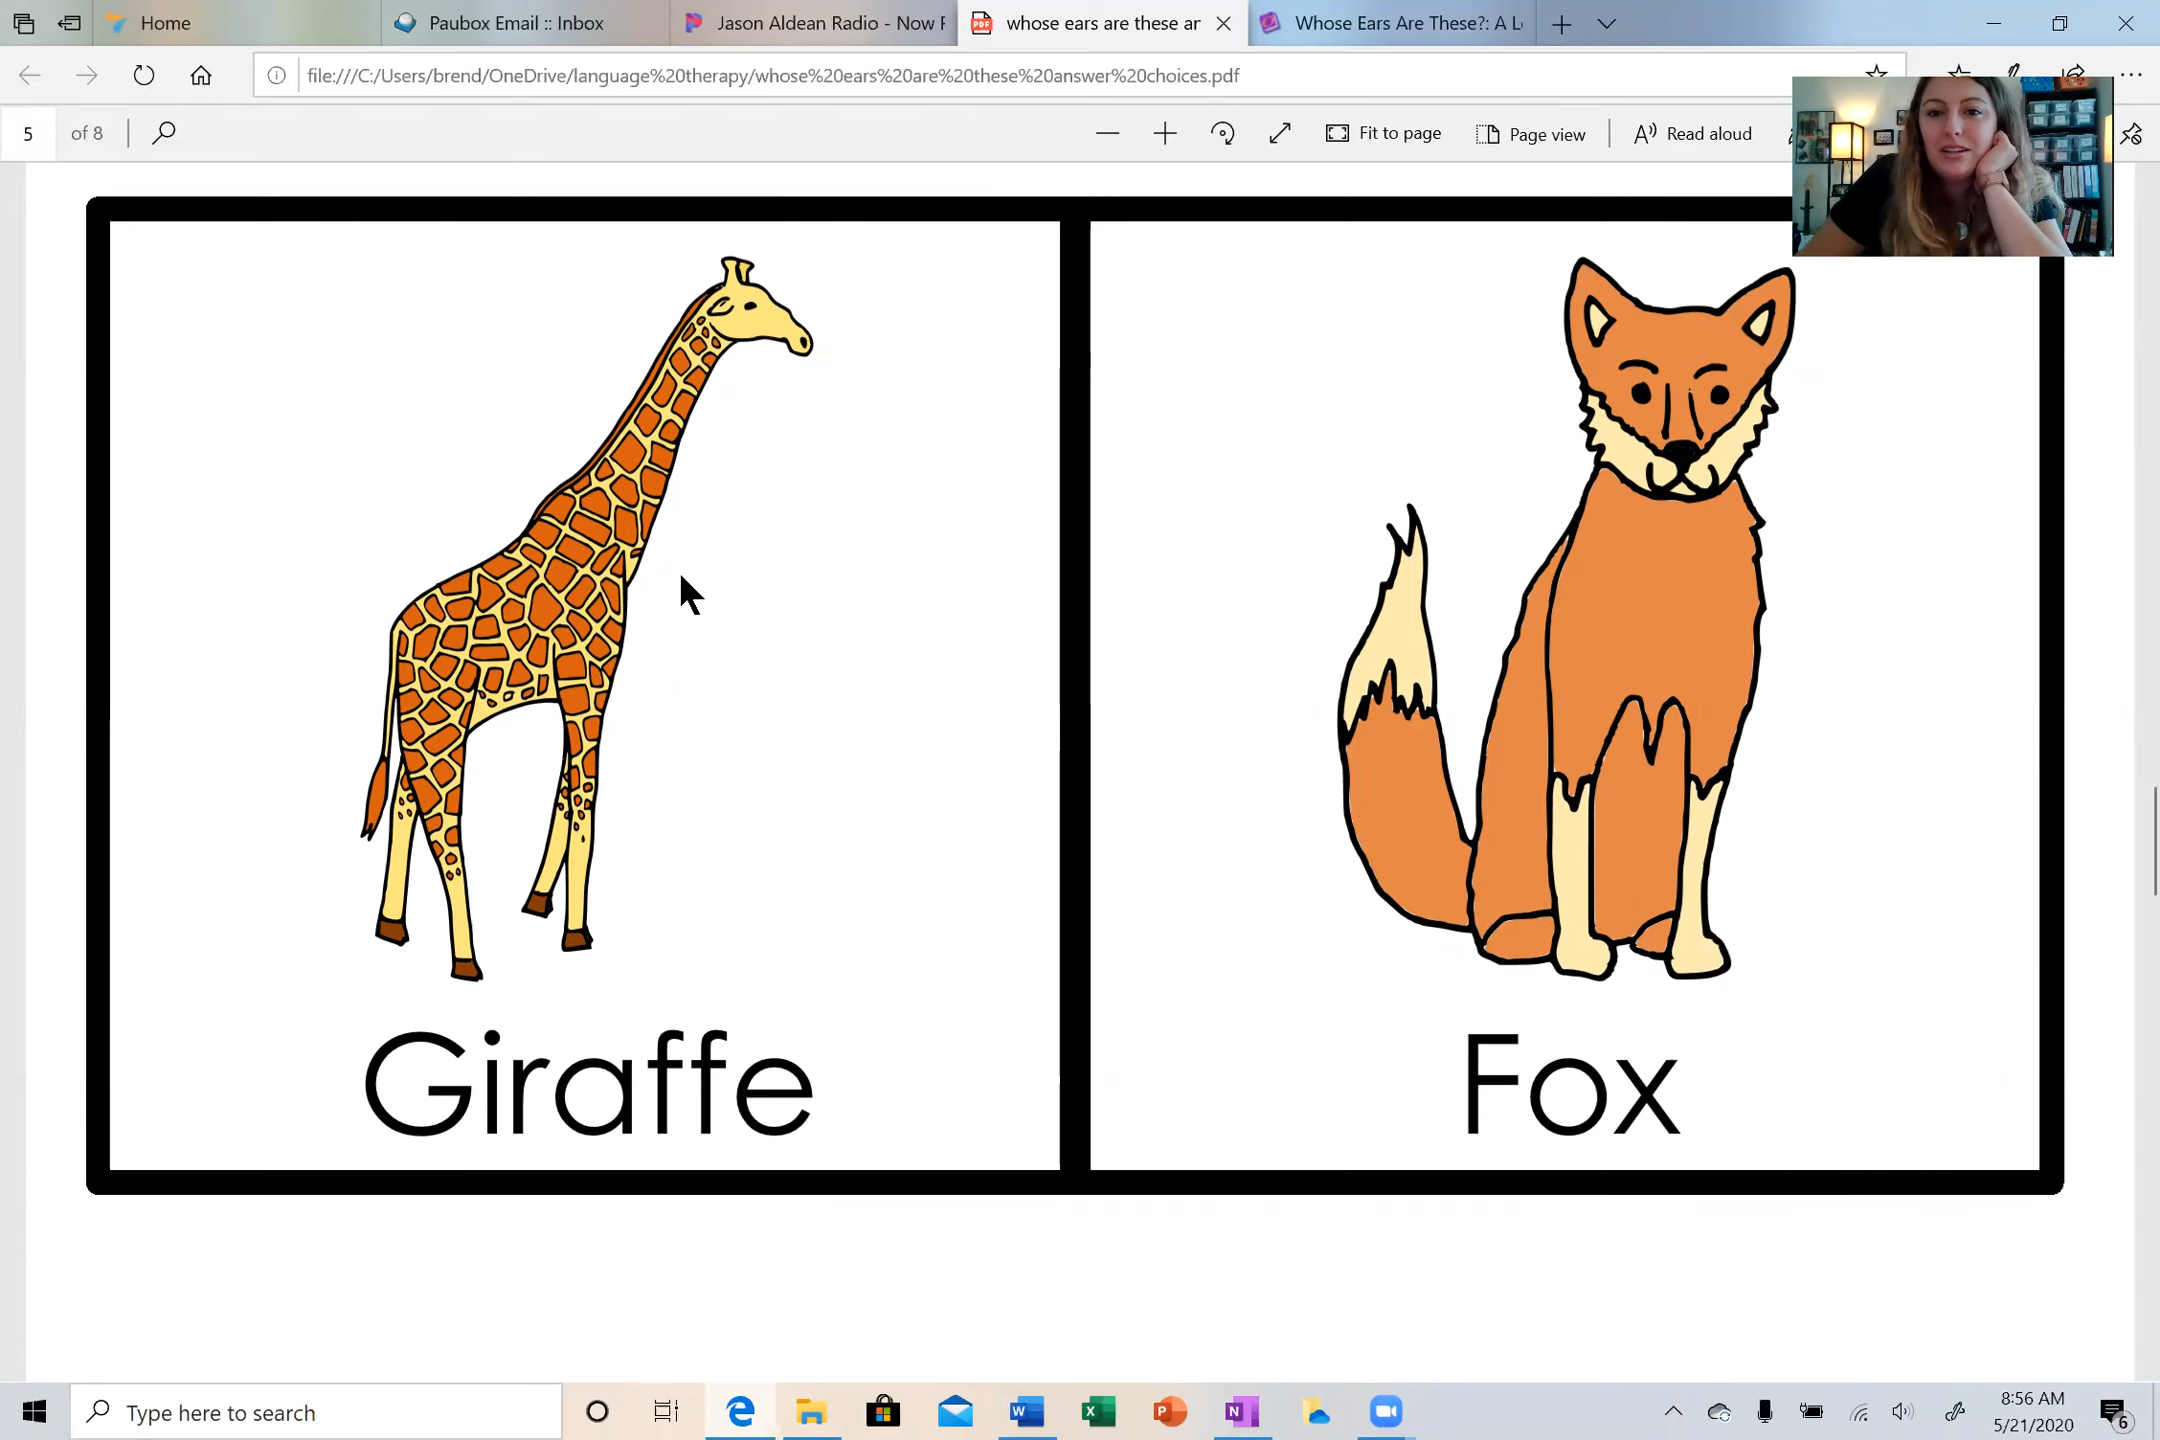 Home
Paubox Email :: Inbox
Jason Aldean Radio - Now F
whose ears are these ar
Whose Ears Are These?: A L
file:///C:/Users/brend/OneDrive/language%20therapy/whose%20ears%20are%20these%20answer%20choices.pdf
5 of 8
Fit to page
Page view
Read aloud
Giraffe
Fox
Type here to search
8:56 AM
5/21/2020
6